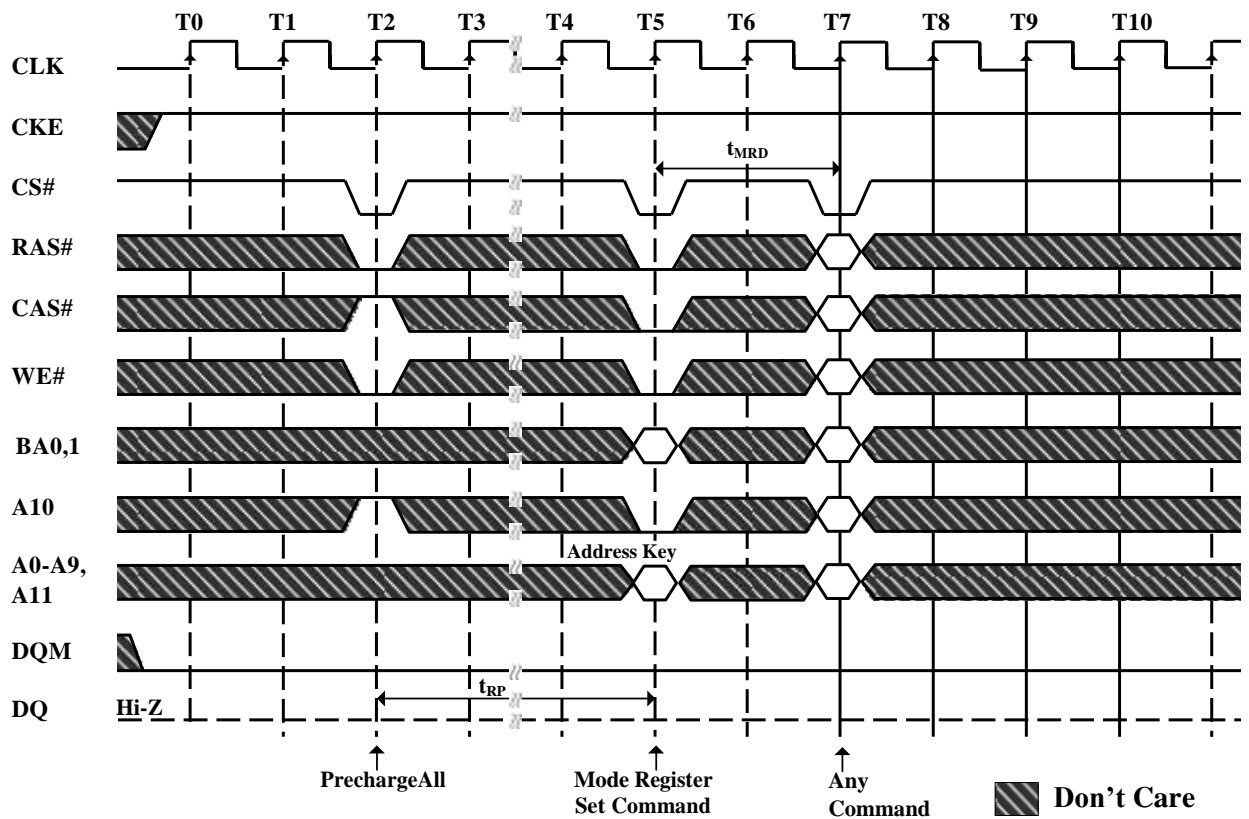 T0 T1 T2 T3 T4 T5 T6 T7 T8 T9 T10
CLK
CKE
tMRD
CS#
RAS#
CAS#
WE#
BA0,1
A10
Address Key
A0-A9,
A11
DQM
tRP
DQ Hi-Z
PrechargeAll
Mode Register
Set Command
Any
Command
Don't Care